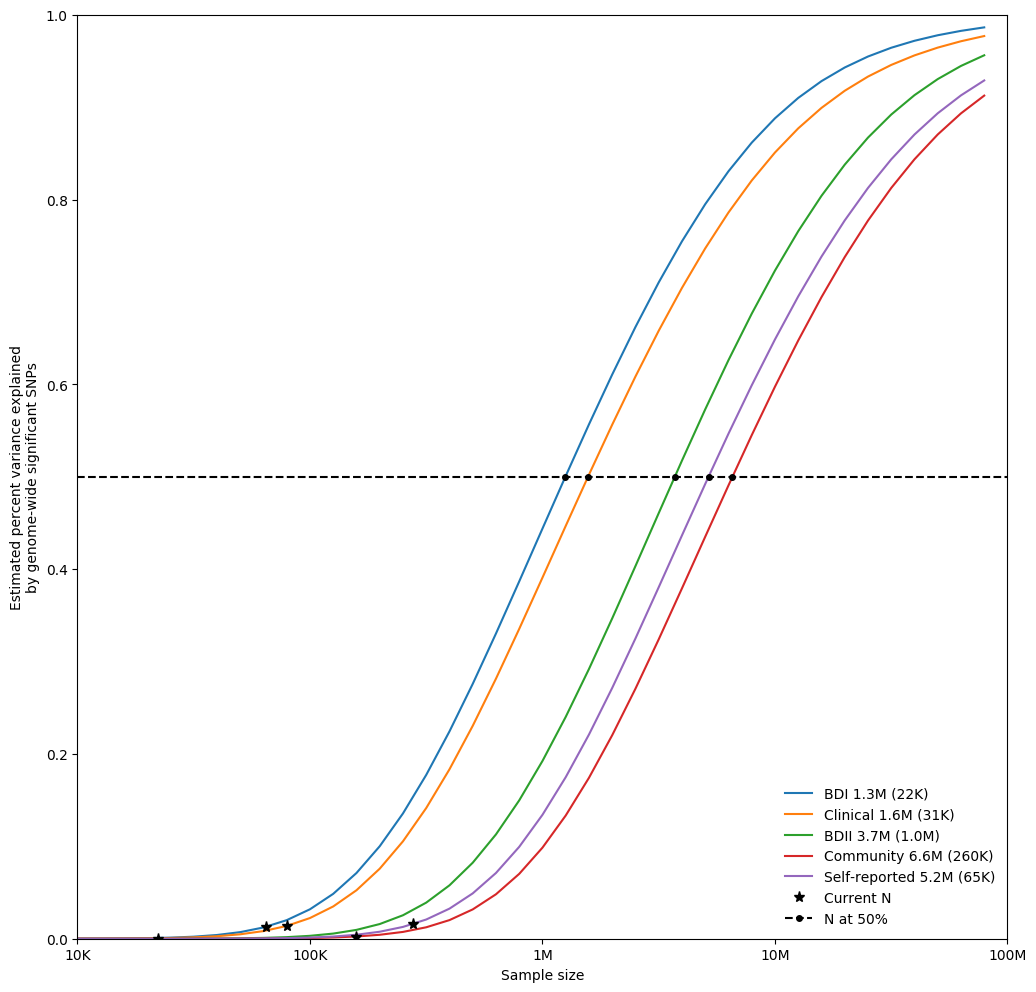 1.0
0.8
0.6
0.4
0.2
0.0
Estimated percent variance explained
by genome-wide significant SNPs
BDI 1.3M (22K)
Clinical 1.6M (31K)
BDII 3.7M (1.0M)
Community 6.6M (260K)
Self-reported 5.2M (65K)
Current N
N at 50%
10K
100K
1M
10M
100M
Sample size